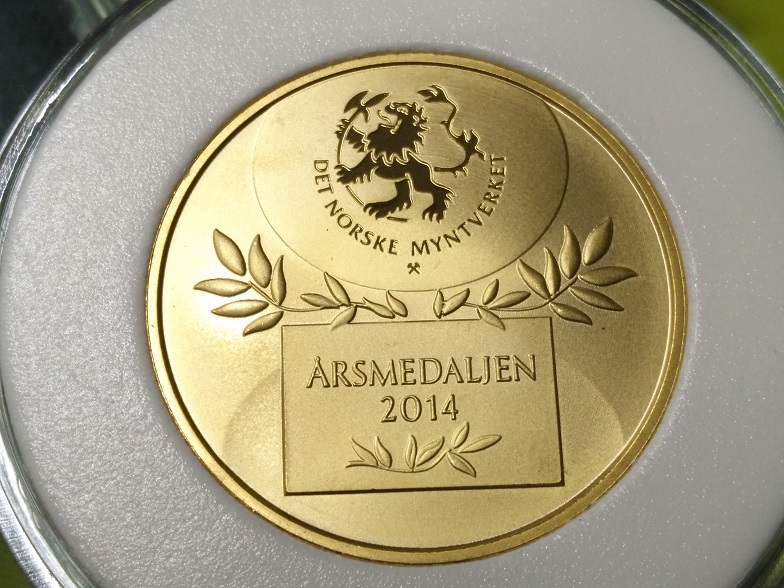 DET NORSKE MYNTVERKET
ÅRSMEDALJEN
2014